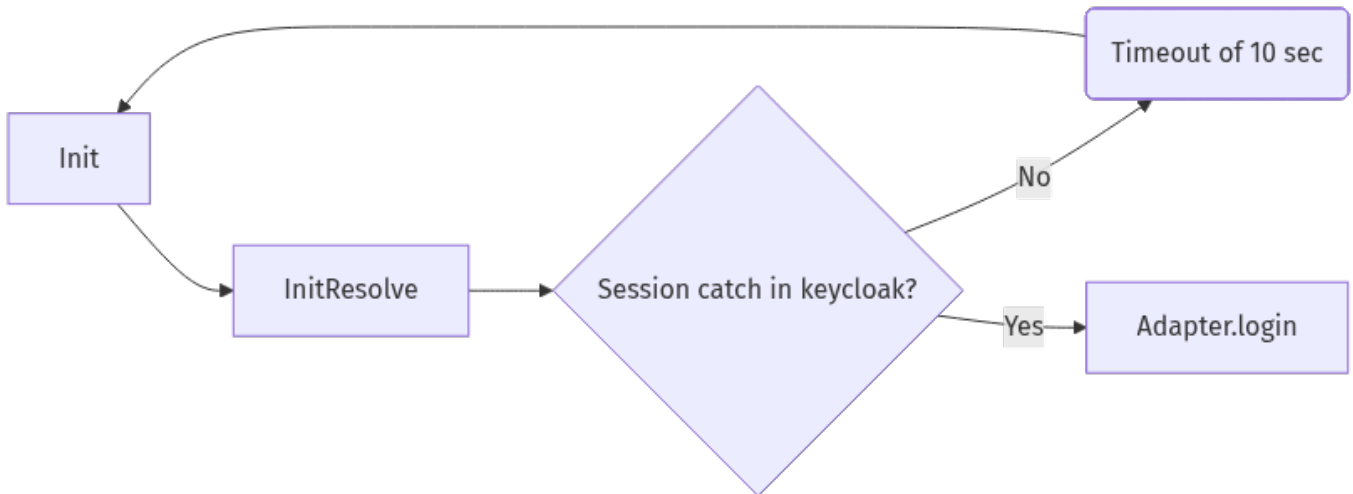 Timeout of 10 sec
Init
No
InitResolve
Session catch in keycloak?
Yes
Adapter.login